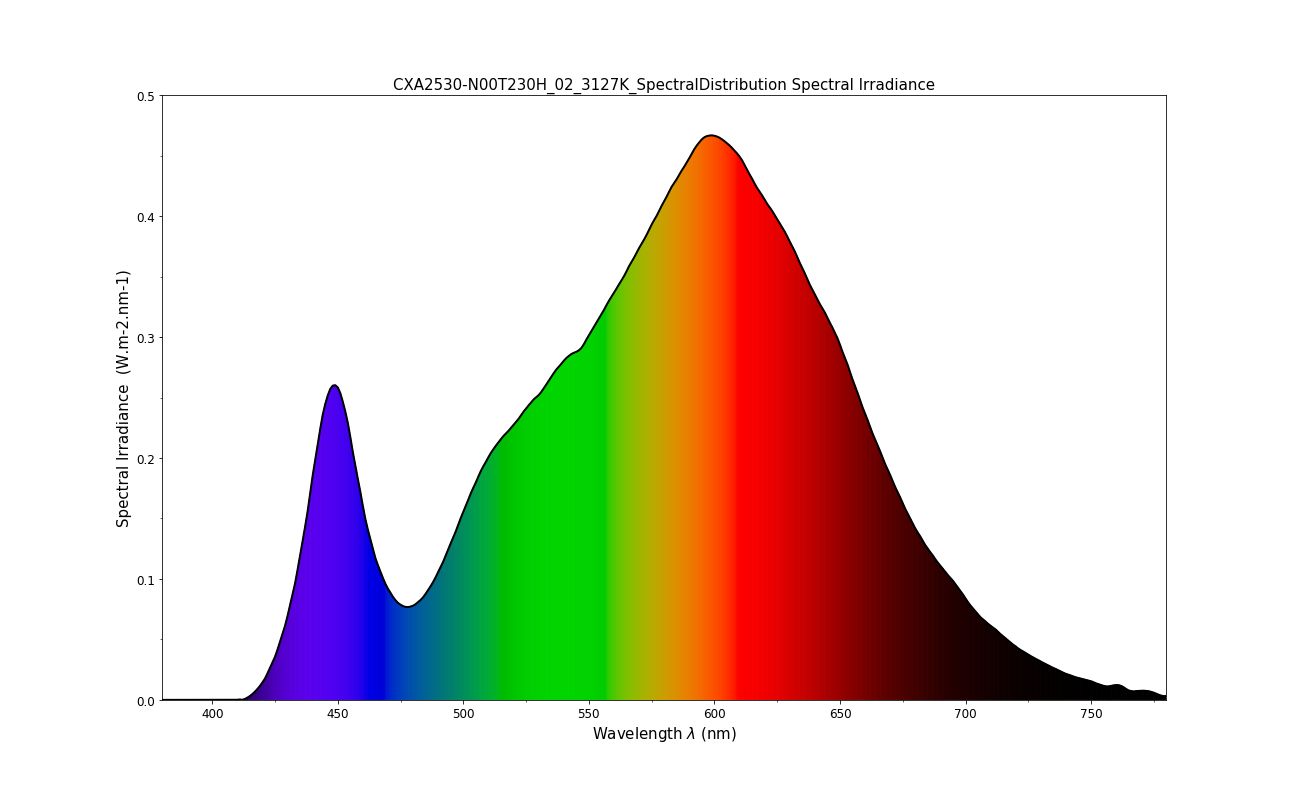 CXA2530-N00T230H_02_3127K_SpectralDistribution Spectral Irradiance
0.5
0.4
0.3
0.2
0.1
0.0
Spectral Irradiance (W.m-2.nm-1)
400 450 500 550 600 650 700 750
Wavelength λ (nm)